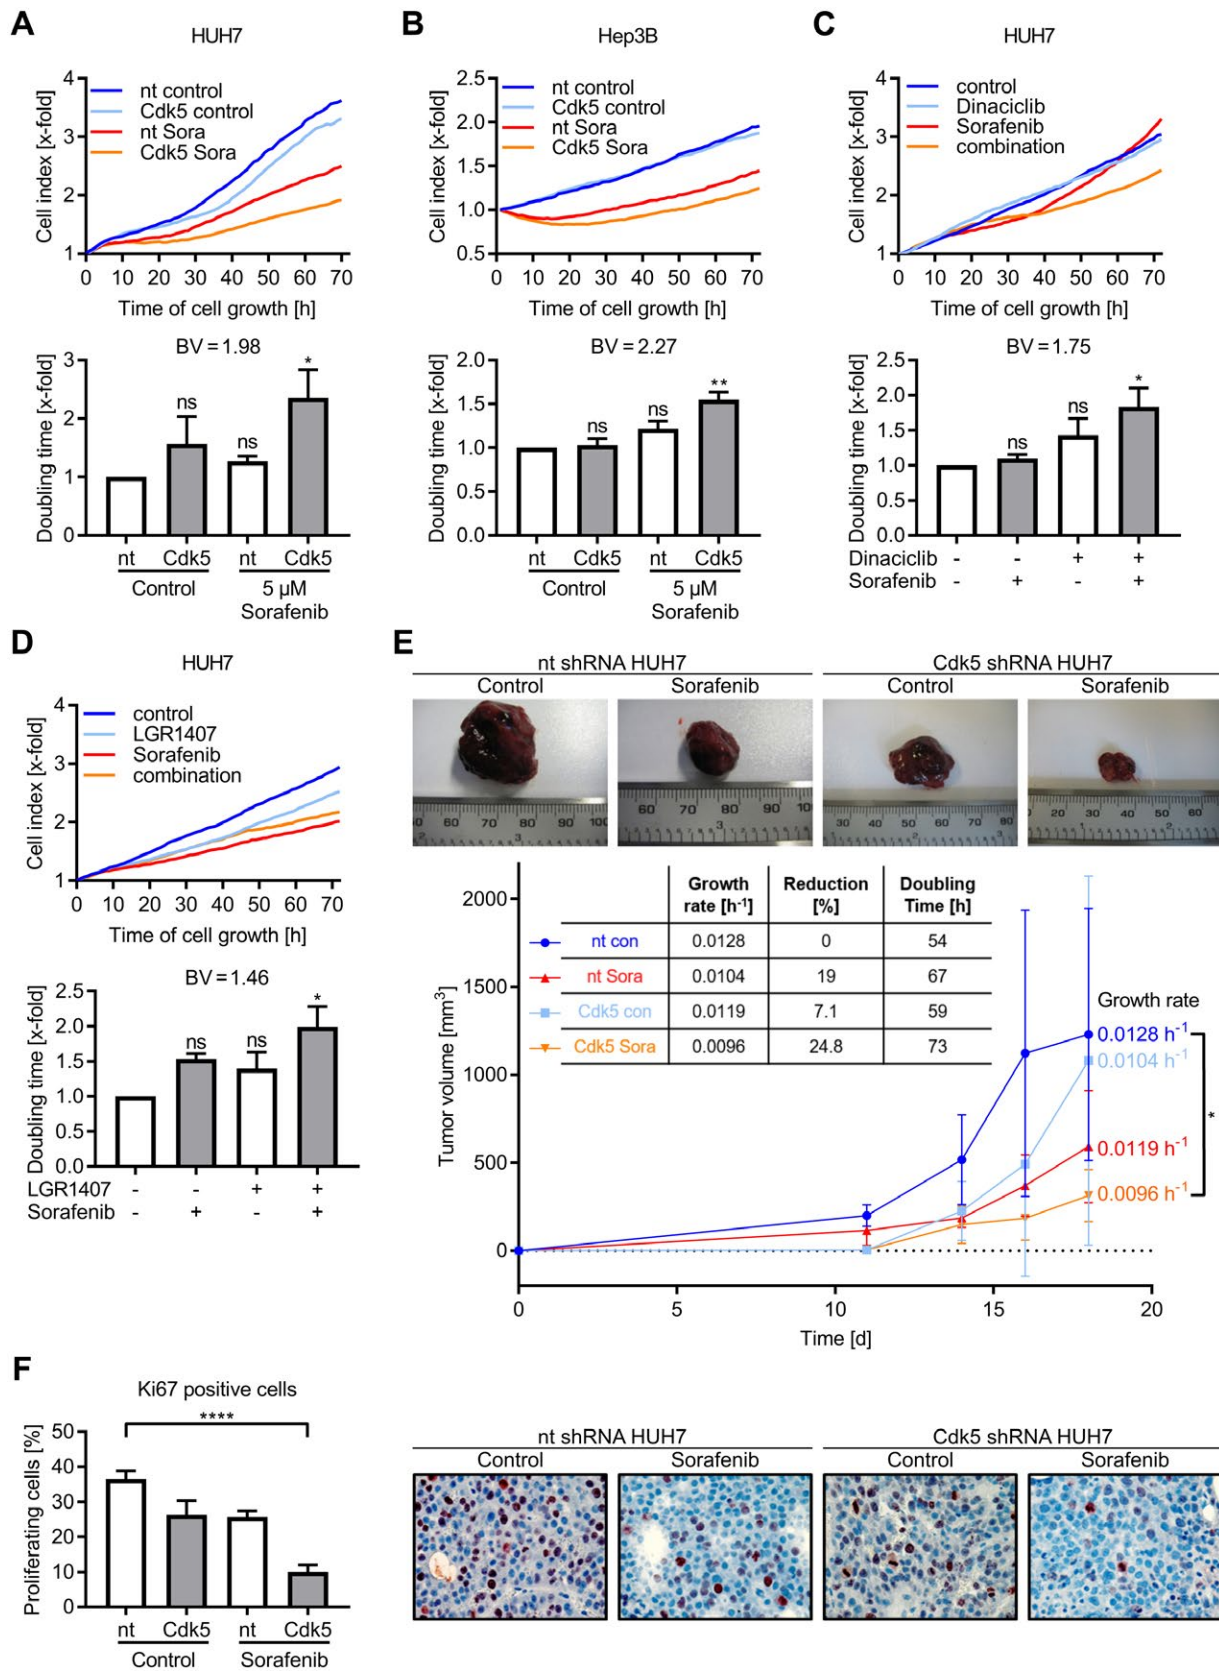 A
HUH7
4
3
2
1
Cell index [x-fold]
nt control
Cdk5 control
nt Sora
Cdk5 Sora
0 10 20 30 40 50 60 70
Time of cell growth [h]
BV = 1.98
3
2
1
0
Doubling time [x-fold]
ns
ns
*
nt Cdk5 nt Cdk5
Control 5 µM
Sorafenib
B
Hep3B
2.5
2.0
1.5
1.0
0.5
Cell index [x-fold]
nt control
Cdk5 control
nt Sora
Cdk5 Sora
0 10 20 30 40 50 60 70
Time of cell growth [h]
BV = 2.27
2.0
1.5
1.0
0.5
0.0
Doubling time [x-fold]
ns
ns
**
nt Cdk5 nt Cdk5
Control 5 µM
Sorafenib
C
HUH7
4
3
2
1
Cell index [x-fold]
control
Dinaciclib
Sorafenib
combination
0 10 20 30 40 50 60 70
Time of cell growth [h]
BV = 1.75
2.5
2.0
1.5
1.0
0.5
0.0
Doubling time [x-fold]
ns
ns
*
Dinaciclib - - + +
Sorafenib - + - +
D
HUH7
4
3
2
1
Cell index [x-fold]
control
LGR1407
Sorafenib
combination
0 10 20 30 40 50 60 70
Time of cell growth [h]
BV = 1.46
2.5
2.0
1.5
1.0
0.5
0.0
Doubling time [x-fold]
ns
ns
*
LGR1407 - - + +
Sorafenib - + - +
E
nt shRNA HUH7 Cdk5 shRNA HUH7
Control Sorafenib Control Sorafenib
2000
1500
1000
500
0
Tumor volume [mm³]
Growth rate [h⁻¹] Reduction [%] Doubling Time [h]
nt con 0.0128 0 54
nt Sora 0.0104 19 67
Cdk5 con 0.0119 7.1 59
Cdk5 Sora 0.0096 24.8 73
Growth rate
0.0128 h⁻¹
0.0104 h⁻¹
0.0119 h⁻¹
0.0096 h⁻¹
*
0 5 10 15 20
Time [d]
F
Ki67 positive cells
****
50
40
30
20
10
0
Proliferating cells [%]
nt Cdk5 nt Cdk5
Control Sorafenib
nt shRNA HUH7 Cdk5 shRNA HUH7
Control Sorafenib Control Sorafenib